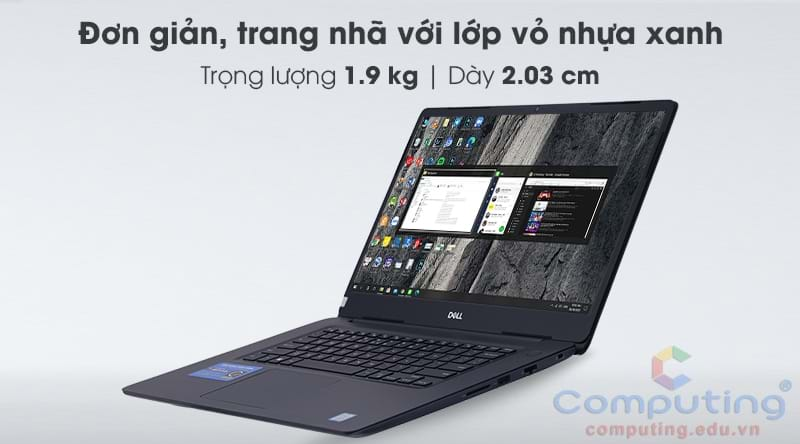 Đơn giản, trang nhã với lớp vỏ nhựa xanh
Trọng lượng 1.9 kg | Dày 2.03 cm
DELL
Computing®
computing.edu.vn